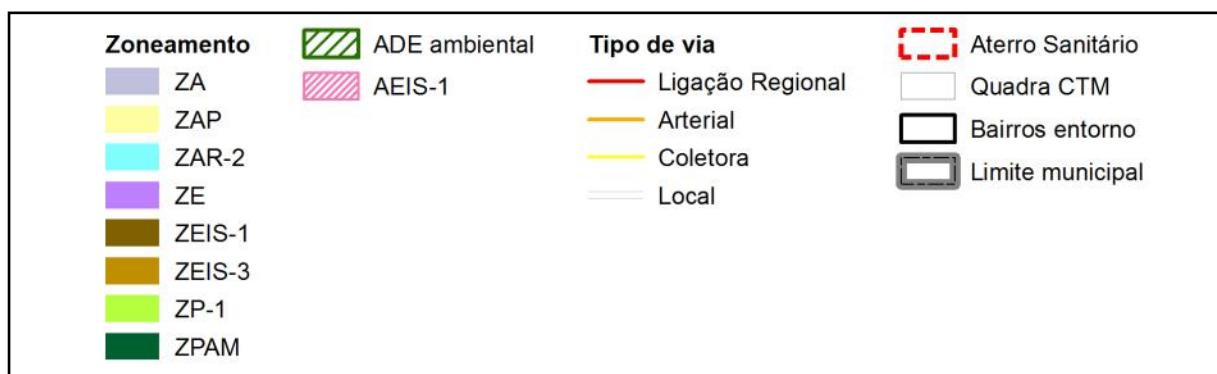 Zoneamento
ZA
ZAP
ZAR-2
ZE
ZEIS-1
ZEIS-3
ZP-1
ZPAM
ADE ambiental
AEIS-1
Tipo de via
Ligação Regional
Arterial
Coletora
Local
Aterro Sanitário
Quadra CTM
Bairros entorno
Limite municipal